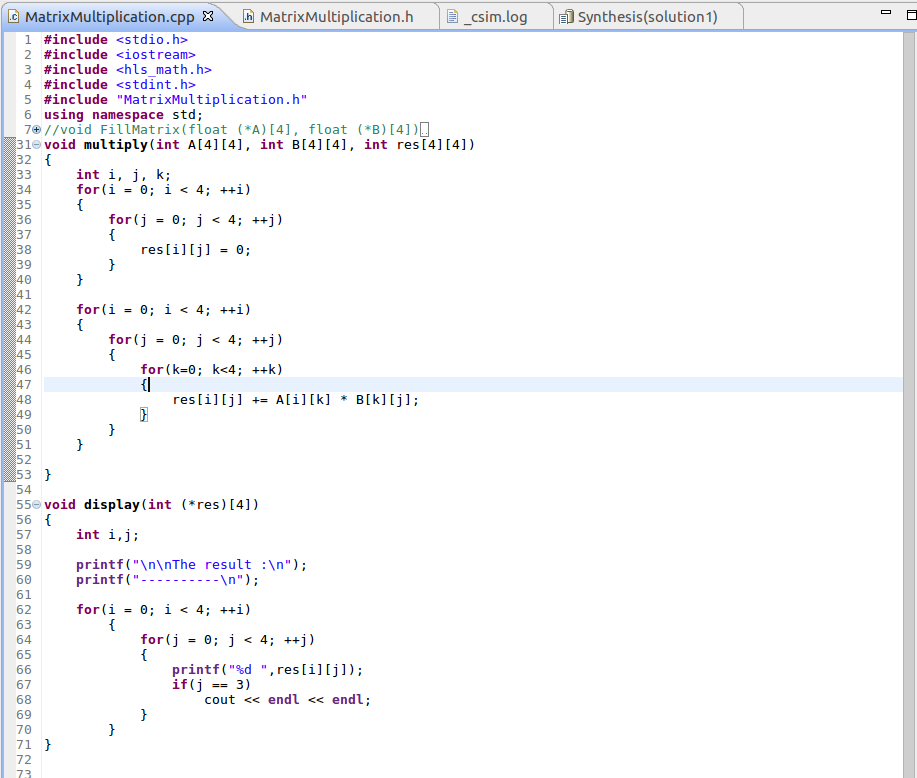 MatrixMultiplication.cpp MatrixMultiplication.h _csim.log Synthesis(solution1)
1 #include <stdio.h>
2 #include <iostream>
3 #include <hls_math.h>
4 #include <stdint.h>
5 #include "MatrixMultiplication.h"
6 using namespace std;
7 //void FillMatrix(float (*A)[4], float (*B)[4])
31 void multiply(int A[4][4], int B[4][4], int res[4][4])
32 {
33     int i, j, k;
34     for(i = 0; i < 4; ++i)
35     {
36         for(j = 0; j < 4; ++j)
37         {
38             res[i][j] = 0;
39         }
40     }
41
42     for(i = 0; i < 4; ++i)
43     {
44         for(j = 0; j < 4; ++j)
45         {
46             for(k=0; k<4; ++k)
47             {
48                 res[i][j] += A[i][k] * B[k][j];
49             }
50         }
51     }
52
53 }
54
55 void display(int (*res)[4])
56 {
57     int i,j;
58
59     printf("\n\nThe result :\n");
60     printf("----------\n");
61
62     for(i = 0; i < 4; ++i)
63         {
64             for(j = 0; j < 4; ++j)
65             {
66                 printf("%d ",res[i][j]);
67                 if(j == 3)
68                     cout << endl << endl;
69             }
70         }
71 }
72
73